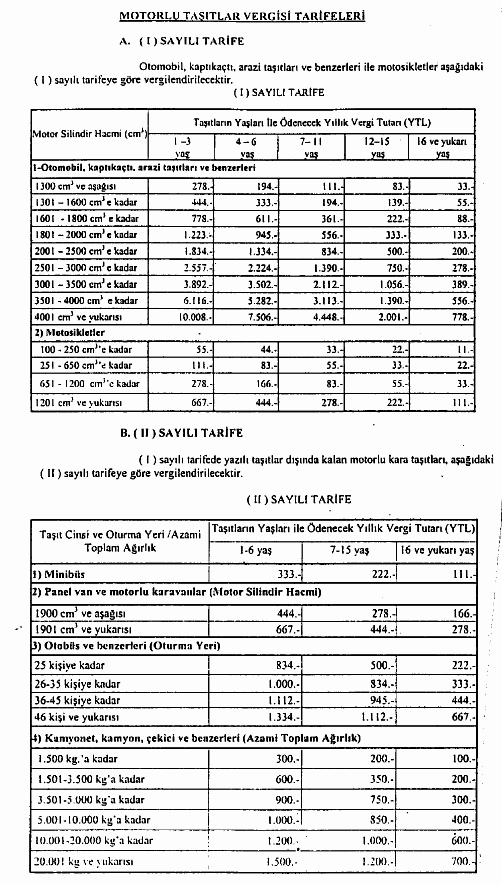 MOTORLU TAŞITLAR VERGİSİ TARİFELERİ
A. ( I ) SAYILI TARİFE
Otomobil, kaptıkaçtı, arazi taşıtları ve benzerleri ile motosikletler aşağıdaki
( I ) sayılı tarifeye göre vergilendirilecektir.
( I ) SAYILI TARİFE
Motor Silindir Hacmi (cm³) Taşıtların Yaşları İle Ödenecek Yıllık Vergi Tutarı (YTL)
1 –3 yaş 4 – 6 yaş 7– 11 yaş 12–15 yaş 16 ve yukarı yaş
1-Otomobil, kaptıkaçtı, arazi taşıtları ve benzerleri
1300 cm³ ve aşağısı 278.- 194.- 111.- 83.- 33.-
1301 – 1600 cm³ e kadar 444.- 333.- 194.- 139.- 55.-
1601 - 1800 cm³ e kadar 778.- 611.- 361.- 222.- 88.-
1801 – 2000 cm³ e kadar 1.223.- 945.- 556.- 333.- 133.-
2001 – 2500 cm³ e kadar 1.834.- 1.334.- 834.- 500.- 200.-
2501 – 3000 cm³ e kadar 2.557.- 2.224.- 1.390.- 750.- 278.-
3001 – 3500 cm³ e kadar 3.892.- 3.502.- 2.112.- 1.056.- 389.-
3501 - 4000 cm³ e kadar 6.116.- 5.282.- 3.113.- 1.390.- 556.-
4001 cm³ ve yukarısı 10.008.- 7.506.- 4.448.- 2.001.- 778.-
2) Motosikletler
100 - 250 cm³'e kadar 55.- 44.- 33.- 22.- 11.-
251 - 650 cm³'e kadar 111.- 83.- 55.- 33.- 22.-
651 - 1200 cm³'e kadar 278.- 166.- 83.- 55.- 33.-
1201 cm³ ve yukarısı 667.- 444.- 278.- 222.- 111.-
B. ( II ) SAYILI TARİFE
( I ) sayılı tarifede yazılı taşıtlar dışında kalan motorlu kara taşıtları, aşağıdaki
( II ) sayılı tarifeye göre vergilendirilecektir.
( II ) SAYILI TARİFE
Taşıt Cinsi ve Oturma Yeri /Azami Toplam Ağırlık Taşıtların Yaşları ile Ödenecek Yıllık Vergi Tutarı (YTL)
1-6 yaş 7-15 yaş 16 ve yukarı yaş
1) Minibüs 333.- 222.- 111.-
2) Panel van ve motorlu karavanlar (Motor Silindir Hacmi)
1900 cm³ ve aşağısı 444.- 278.- 166.-
1901 cm³ ve yukarısı 667.- 444.- 278.-
3) Otobüs ve benzerleri (Oturma Yeri)
25 kişiye kadar 834.- 500.- 222.-
26-35 kişiye kadar 1.000.- 834.- 333.-
36-45 kişiye kadar 1.112.- 945.- 444.-
46 kişi ve yukarısı 1.334.- 1.112.- 667.-
4) Kamyonet, kamyon, çekici ve benzerleri (Azami Toplam Ağırlık)
1.500 kg.'a kadar 300.- 200.- 100.-
1.501-3.500 kg'a kadar 600.- 350.- 200.-
3.501-5.000 kg'a kadar 900.- 750.- 300.-
5.001-10.000 kg'a kadar 1.000.- 850.- 400.-
10.001-20.000 kg'a kadar 1.200.- 1.000.- 600.-
20.001 kg ve yukarısı 1.500.- 1.200.- 700.-